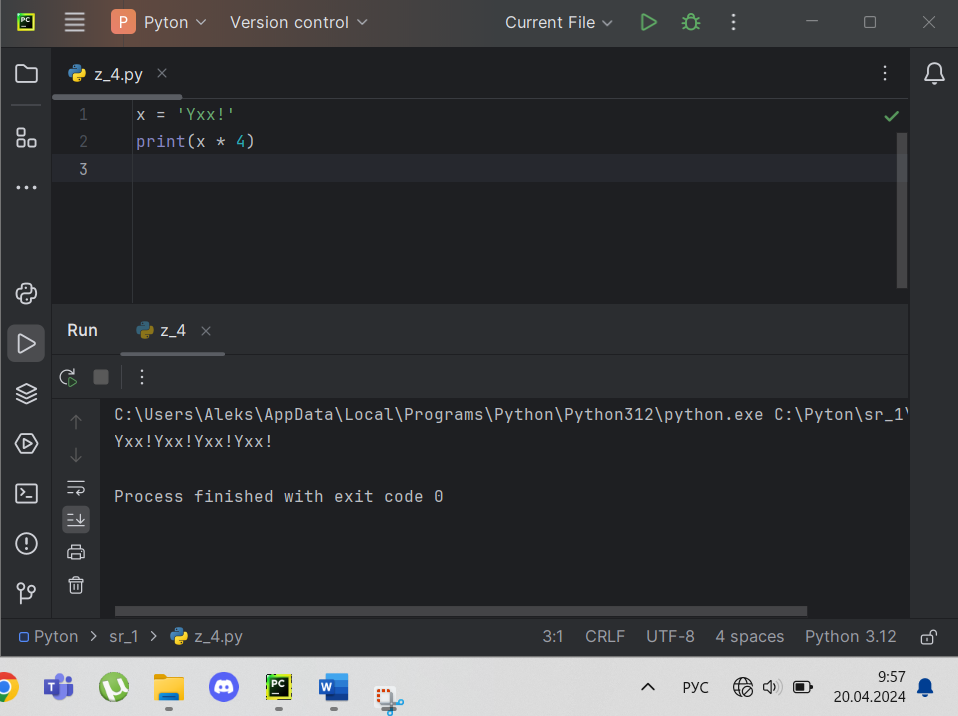 PC P Pyton Version control Current File
z_4.py
1 x = 'Yxx!'
2 print(x * 4)
3
Run z_4
C:\Users\Aleks\AppData\Local\Programs\Python\Python312\python.exe C:\Pyton\sr_1\
Yxx!Yxx!Yxx!Yxx!
Process finished with exit code 0
Pyton > sr_1 > z_4.py 3:1 CRLF UTF-8 4 spaces Python 3.12
T PC W РУС 9:57
20.04.2024